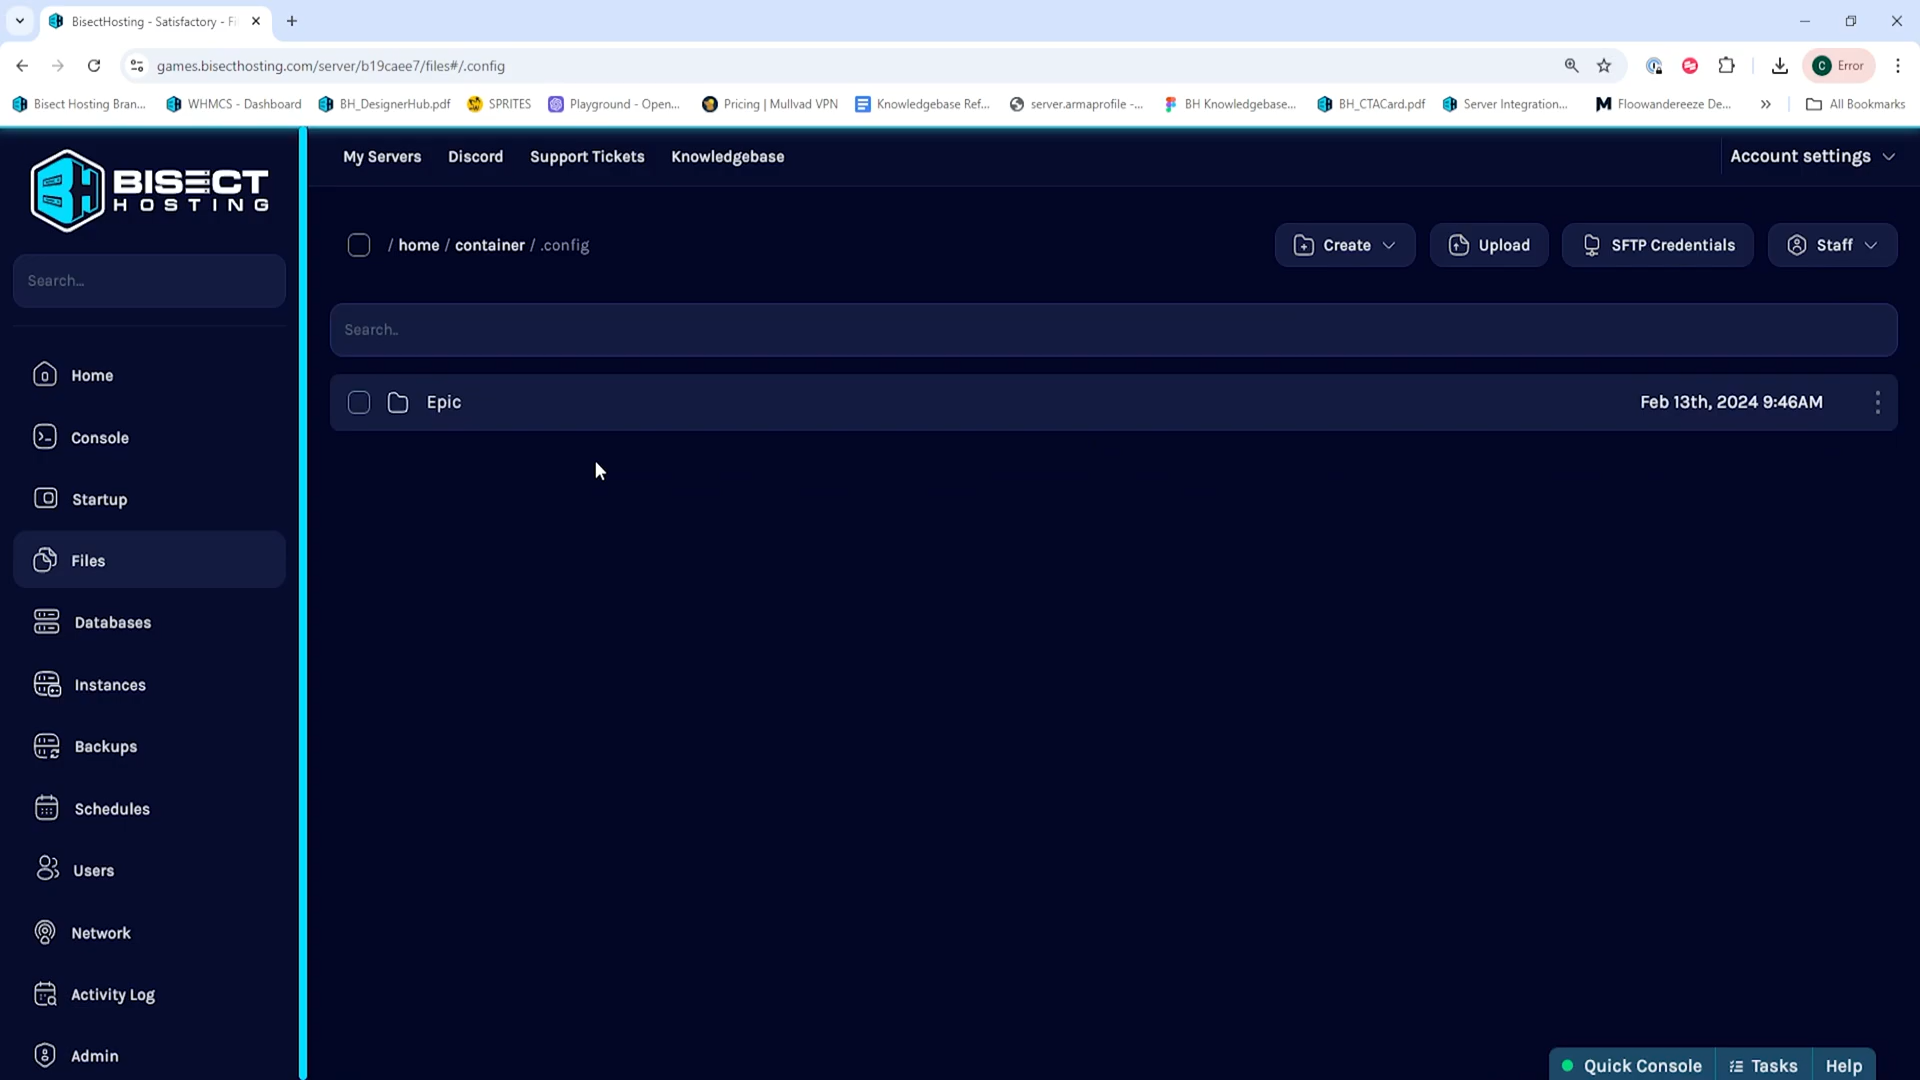 BisectHosting - Satisfactory - Fi
games.bisecthosting.com/server/b19caee7/files#/.config
C Error
Bisect Hosting Bran...
WHMCS - Dashboard
BH_DesignerHub.pdf
SPRITES
Playground - Open...
Pricing | Mullvad VPN
Knowledgebase Ref...
server.armaprofile -...
BH Knowledgebase...
BH_CTACard.pdf
Server Integration...
Floowandereeze De...
All Bookmarks
BISECT
HOSTING
My Servers
Discord
Support Tickets
Knowledgebase
Account settings
/ home / container / .config
Create
Upload
SFTP Credentials
Staff
Search...
Search..
Epic
Feb 13th, 2024 9:46AM
Home
Console
Startup
Files
Databases
Instances
Backups
Schedules
Users
Network
Activity Log
Admin
Quick Console
Tasks
Help